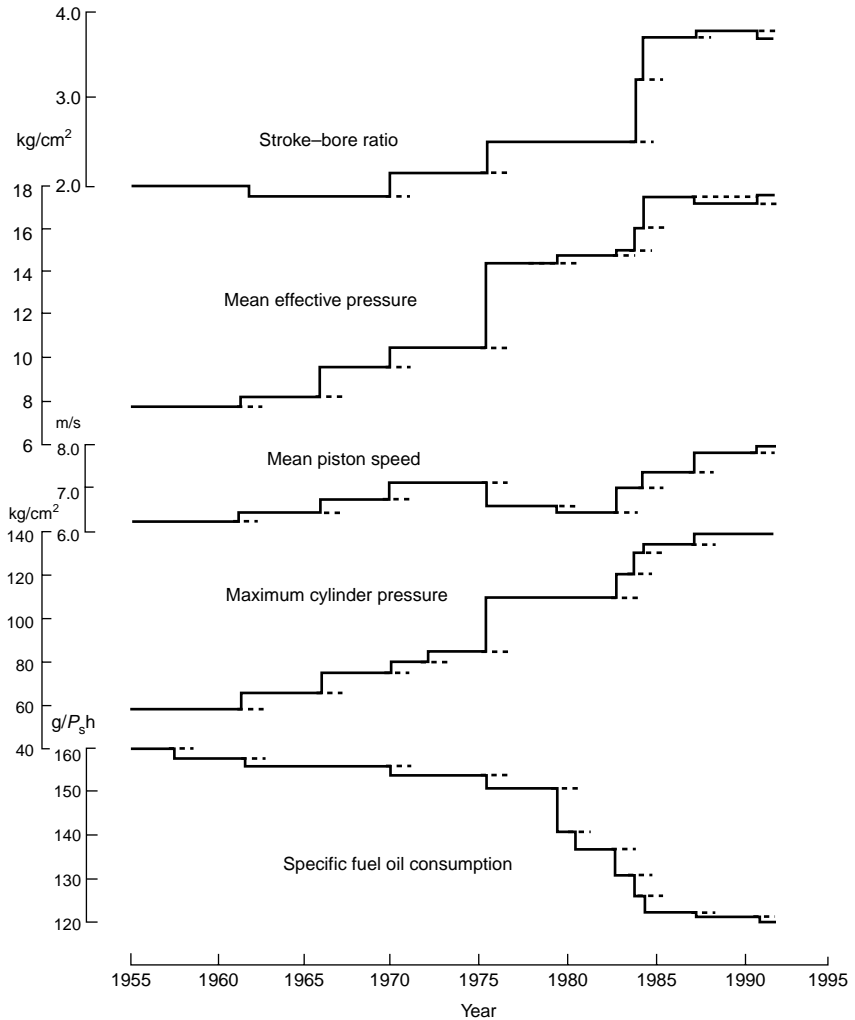 4.0
3.0
kg/cm²
Stroke–bore ratio
2.0
18
16
14
Mean effective pressure
12
10
8
m/s
6
8.0
Mean piston speed
7.0
kg/cm²
6.0
140
120
Maximum cylinder pressure
100
80
60
g/Pₛh
40
160
150
140
Specific fuel oil consumption
130
120
1955 1960 1965 1970 1975 1980 1985 1990 1995
Year